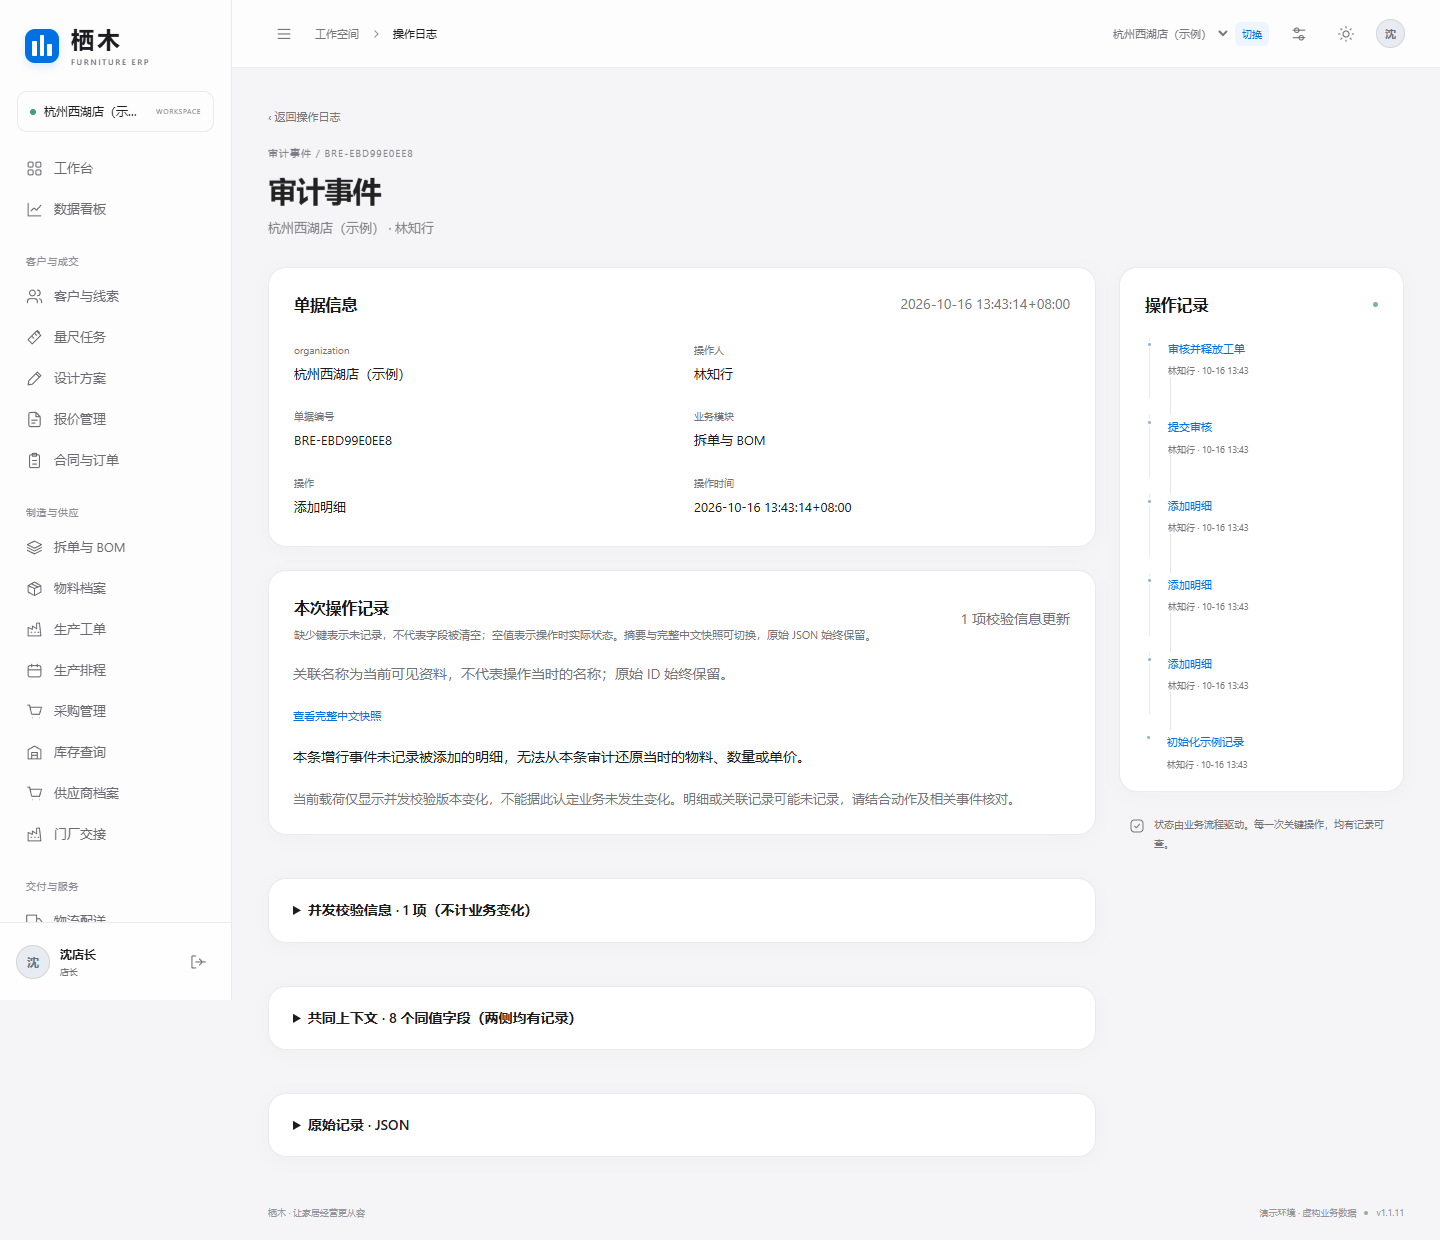 栖木
FURNITURE ERP
杭州西湖店（示... WORKSPACE
工作台
数据看板
客户与成交
客户与线索
量尺任务
设计方案
报价管理
合同与订单
制造与供应
拆单与 BOM
物料档案
生产工单
生产排程
采购管理
库存查询
供应商档案
门厂交接
交付与服务
物流配送
沈
沈店长
店长
工作空间 > 操作日志
杭州西湖店（示例） 切换 沈
‹ 返回操作日志
审计事件 / BRE-EBD99E0EE8
审计事件
杭州西湖店（示例） · 林知行
单据信息 2026-10-16 13:43:14+08:00
organization
杭州西湖店（示例）
操作人
林知行
单据编号
BRE-EBD99E0EE8
业务模块
拆单与 BOM
操作
添加明细
操作时间
2026-10-16 13:43:14+08:00
本次操作记录
缺少键表示未记录，不代表字段被清空；空值表示操作时实际状态。摘要与完整中文快照可切换，原始 JSON 始终保留。
1 项校验信息更新
关联名称为当前可见资料，不代表操作当时的名称；原始 ID 始终保留。
查看完整中文快照
本条增行事件未记录被添加的明细，无法从本条审计还原当时的物料、数量或单价。
当前载荷仅显示并发校验版本变化，不能据此认定业务未发生变化。明细或关联记录可能未记录，请结合动作及相关事件核对。
并发校验信息 · 1 项（不计业务变化）
共同上下文 · 8 个同值字段（两侧均有记录）
原始记录 · JSON
操作记录
审核并释放工单
林知行 · 10-16 13:43
提交审核
林知行 · 10-16 13:43
添加明细
林知行 · 10-16 13:43
添加明细
林知行 · 10-16 13:43
添加明细
林知行 · 10-16 13:43
初始化示例记录
林知行 · 10-16 13:43
状态由业务流程驱动。每一次关键操作，均有记录可
查。
栖木 · 让家居经营更从容
演示环境 · 虚构业务数据 v1.1.11